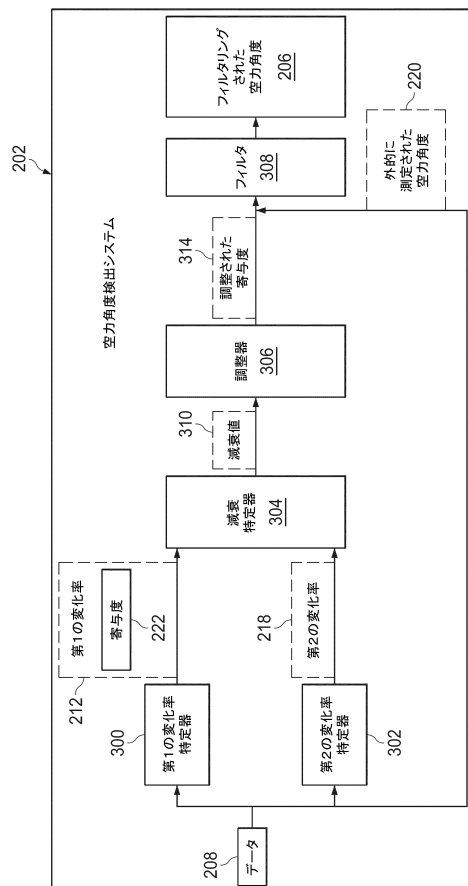 202
空力角度検出システム
208
データ
300
第1の変化率
特定器
302
第2の変化率
特定器
212
第1の変化率
寄与度
222
218
第2の変化率
減衰
特定器
304
310
減衰値
調整器
306
314
調整された
寄与度
フィルタ
308
フィルタリング
された
空力角度
206
220
外的に
測定された
空力角度